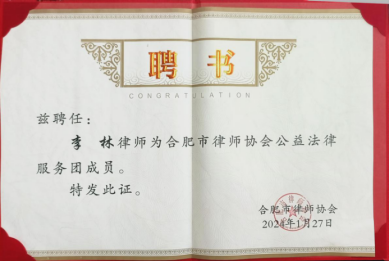 聘书
CONGRATULATION
兹聘任：
李 林律师为合肥市律师协会公益法律
服务团成员。
特发此证。
合肥市律师协会
2024年1月27日